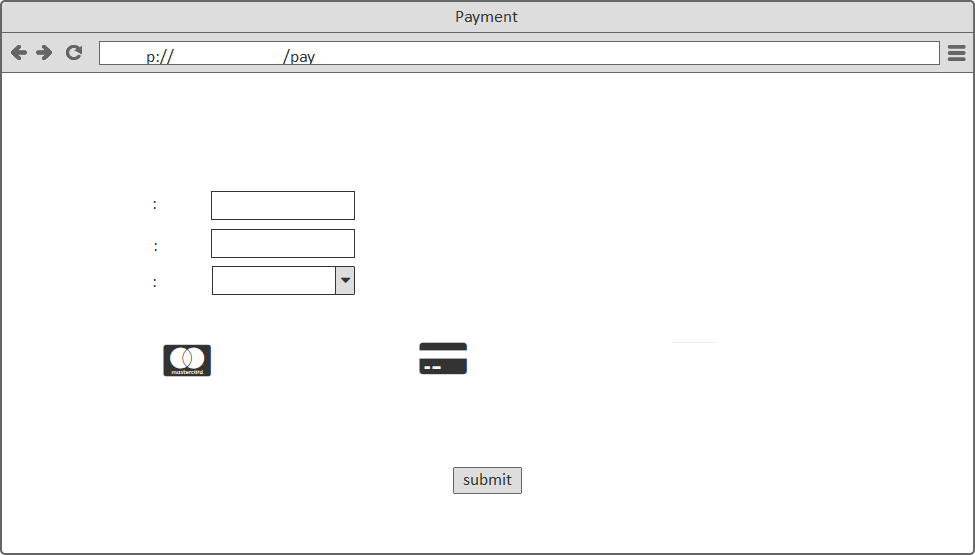 Payment
p:// /pay
:
:
:
mastercard
submit